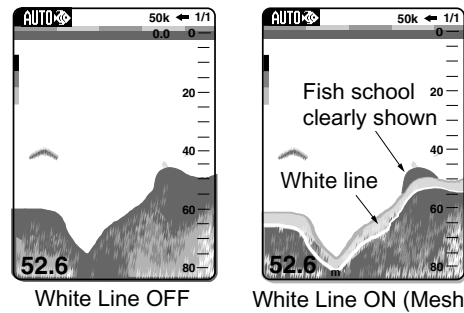 AUTO 50k 1/1
0.0 0
20
40
60
52.6 80
White Line OFF
AUTO 50k 1/1
0
20
Fish school
clearly shown
40
White line
60
52.6 m 80
White Line ON (Mesh